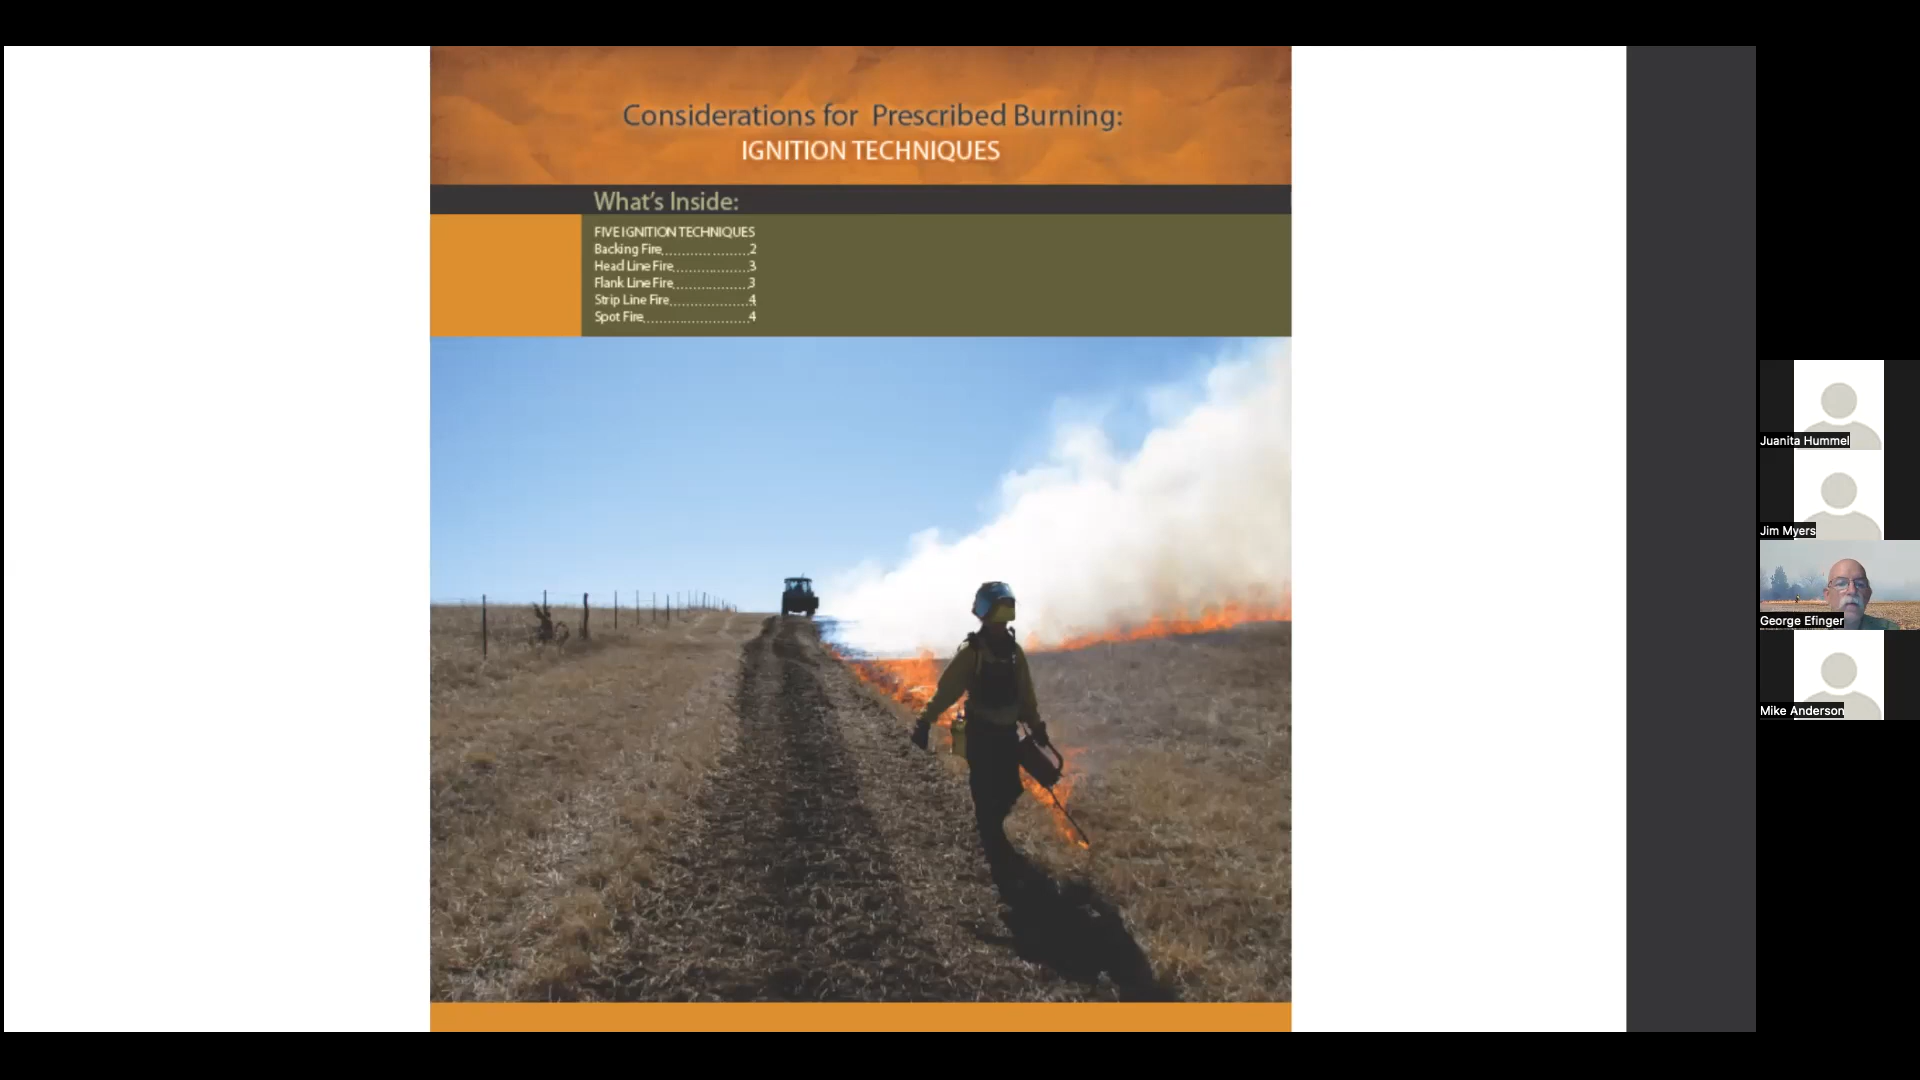 Considerations for Prescribed Burning:
IGNITION TECHNIQUES
What's Inside:
FIVE IGNITION TECHNIQUES
Backing Fire......................2
Head Line Fire...................3
Flank Line Fire...................3
Strip Line Fire....................4
Spot Fire..........................4
Juanita Hummel
Jim Myers
George Efinger
Mike Anderson